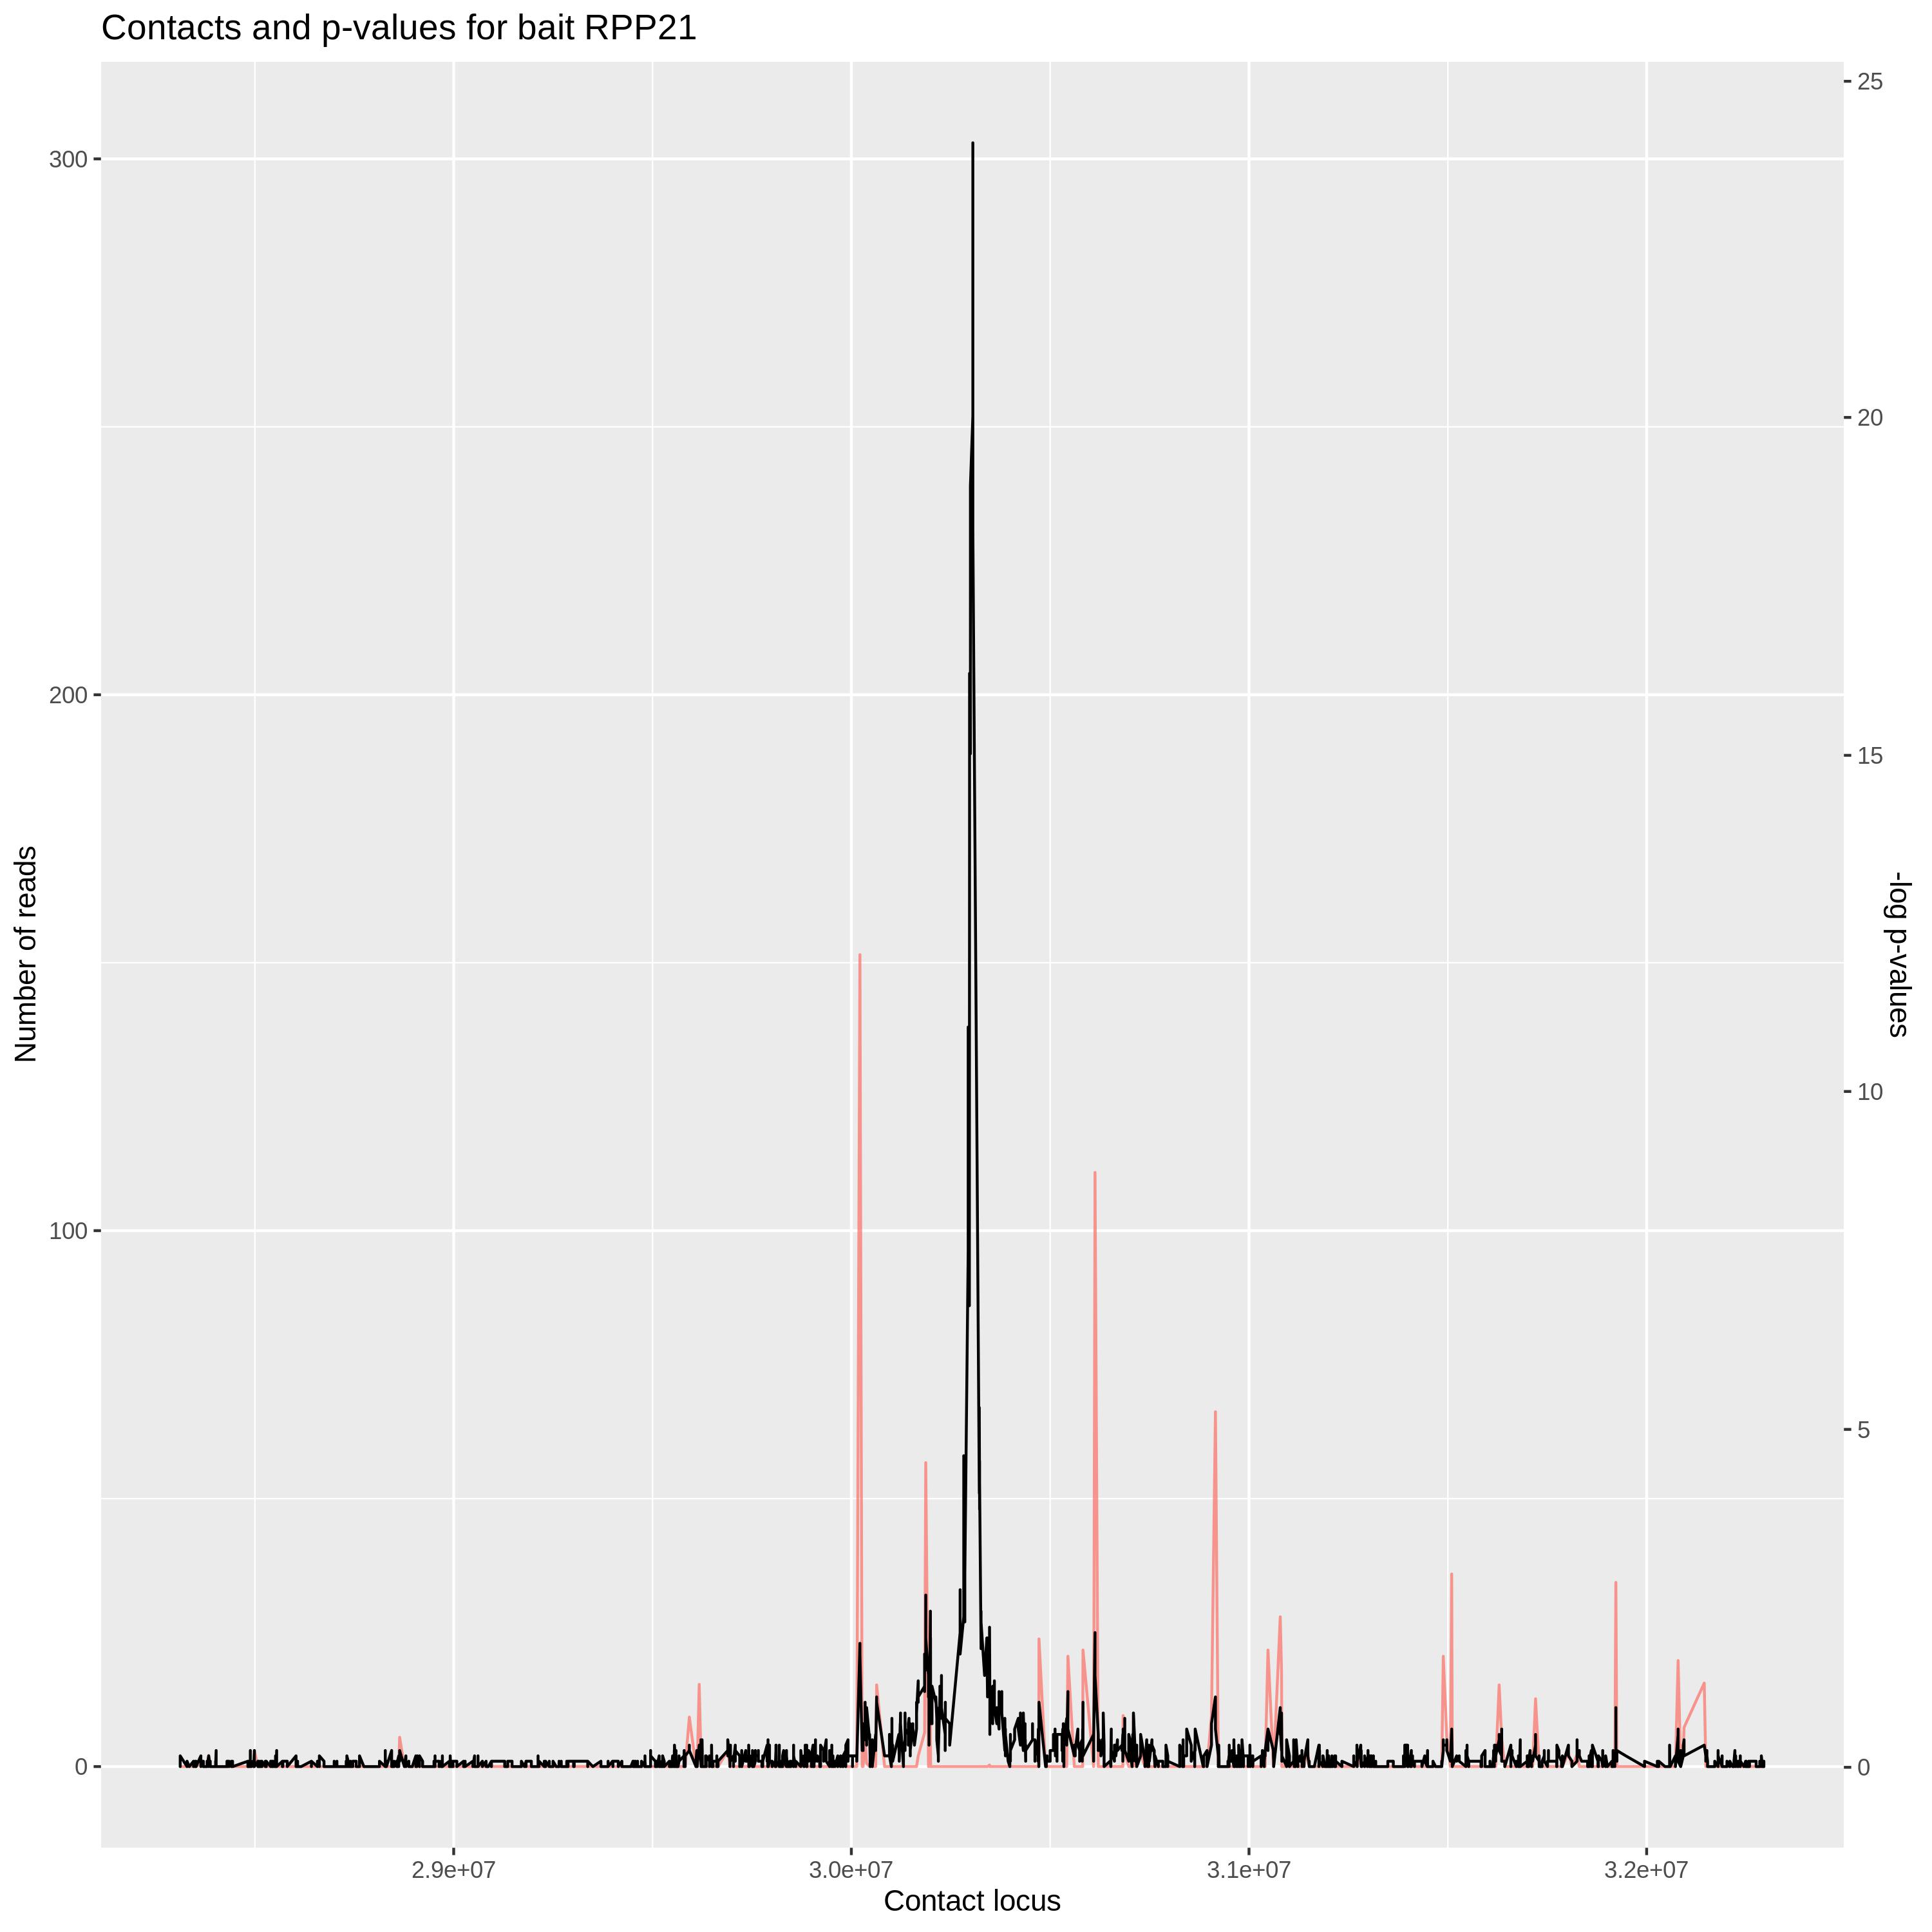 Contacts and p-values for bait RPP21
300
200
100
0
Number of reads
25
20
15
10
5
0
-log p-values
2.9e+07
3.0e+07
3.1e+07
3.2e+07
Contact locus